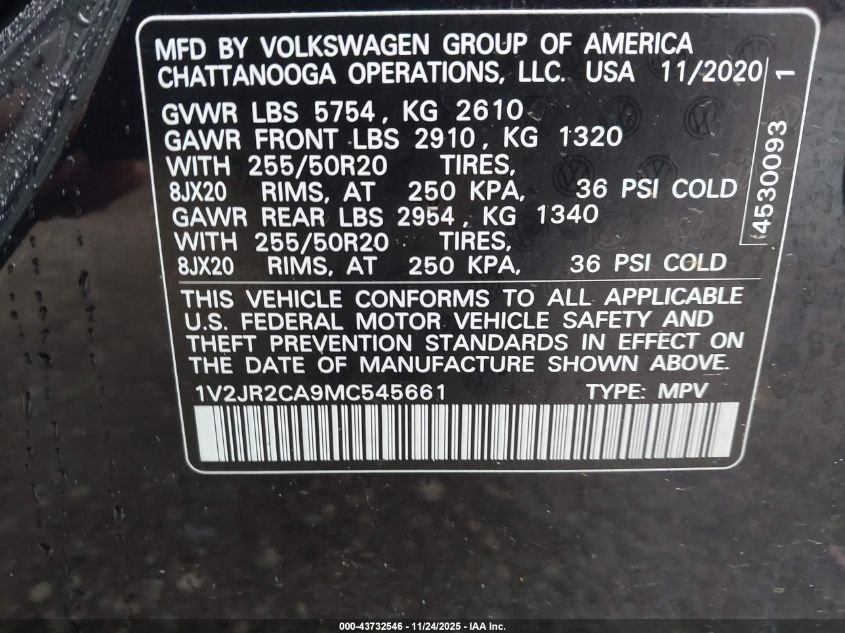 MFD BY VOLKSWAGEN GROUP OF AMERICA
CHATTANOOGA OPERATIONS, LLC. USA 11/2020
GVWR LBS 5754, KG 2610
GAWR FRONT LBS 2910, KG 1320
WITH 255/50R20 TIRES,
8JX20 RIMS, AT 250 KPA, 36 PSI COLD
GAWR REAR LBS 2954, KG 1340
WITH 255/50R20 TIRES,
8JX20 RIMS, AT 250 KPA, 36 PSI COLD
THIS VEHICLE CONFORMS TO ALL APPLICABLE
U.S. FEDERAL MOTOR VEHICLE SAFETY AND
THEFT PREVENTION STANDARDS IN EFFECT ON
THE DATE OF MANUFACTURE SHOWN ABOVE.
1V2JR2CA9MC545661 TYPE: MPV
4530093 1
000-43732546 - 11/24/2025 - IAA Inc.